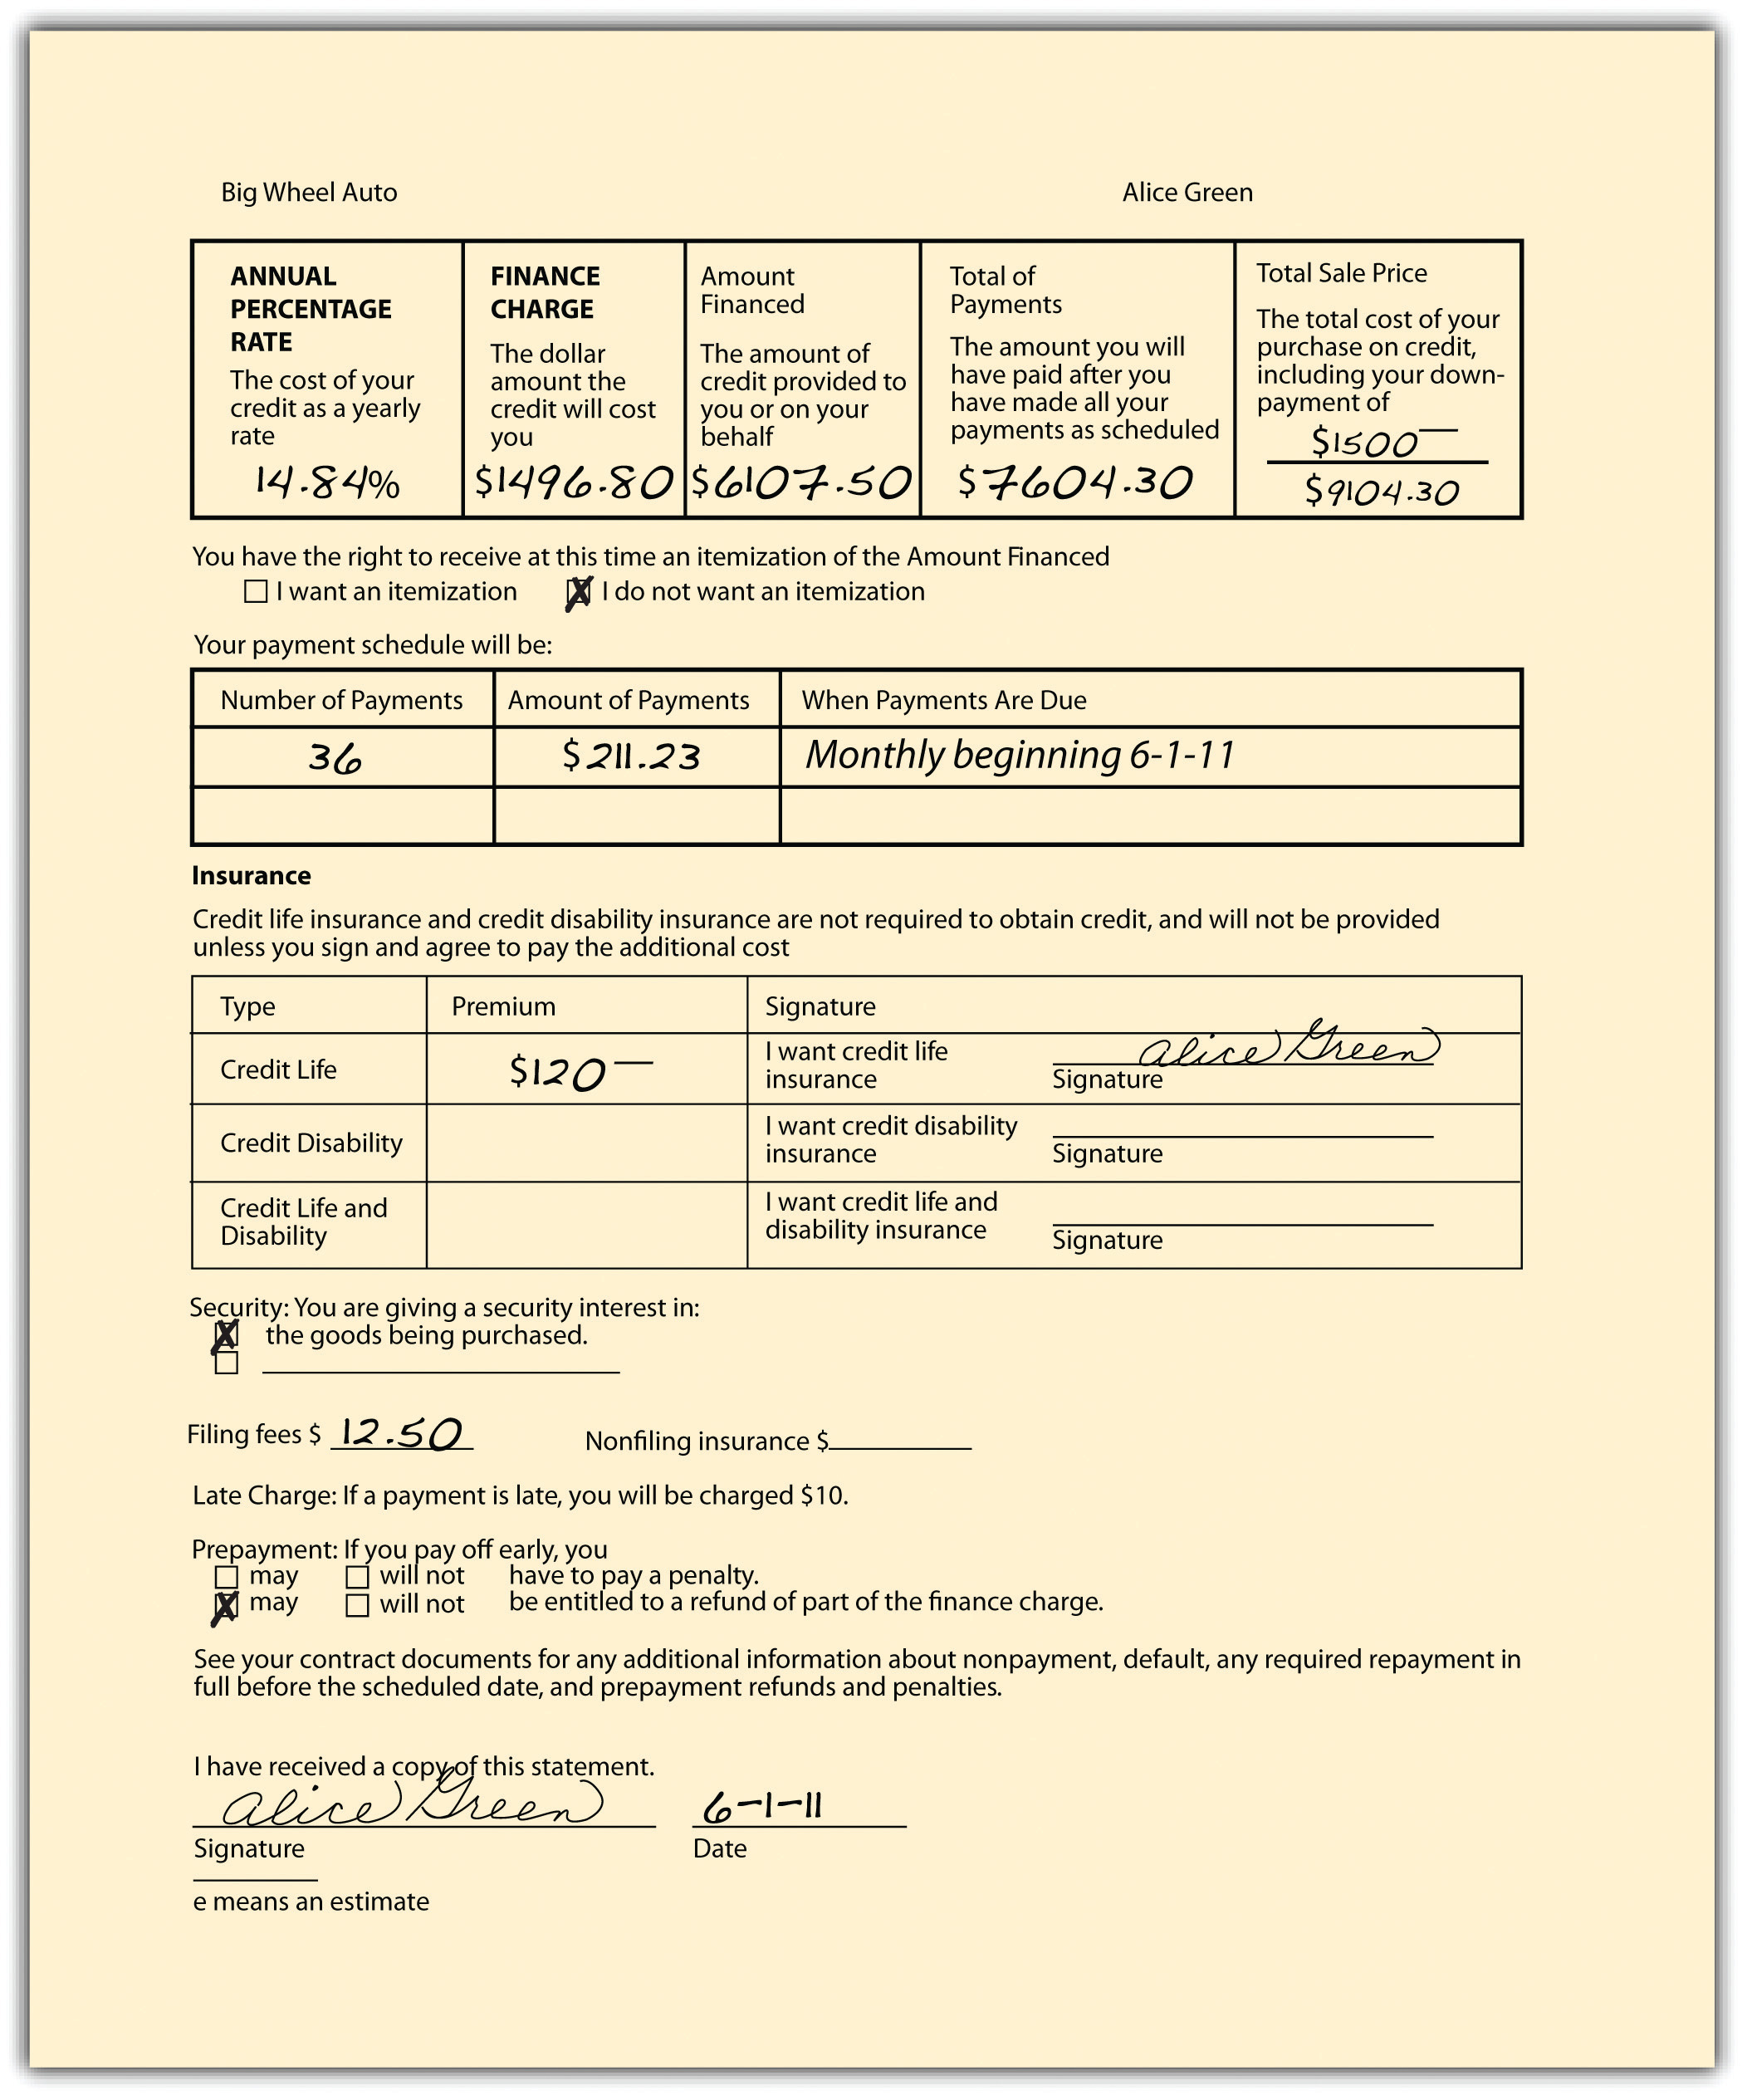 Big Wheel Auto Alice Green
ANNUAL PERCENTAGE RATE
The cost of your credit as a yearly rate
14.84%
FINANCE CHARGE
The dollar amount the credit will cost you
$1496.80
Amount Financed
The amount of credit provided to you or on your behalf
$6107.50
Total of Payments
The amount you will have paid after you have made all your payments as scheduled
$7604.30
Total Sale Price
The total cost of your purchase on credit, including your down-payment of
$1500—
$9104.30
You have the right to receive at this time an itemization of the Amount Financed
☐ I want an itemization ☒ I do not want an itemization
Your payment schedule will be:
Number of Payments Amount of Payments When Payments Are Due
36 $211.23 Monthly beginning 6-1-11
Insurance
Credit life insurance and credit disability insurance are not required to obtain credit, and will not be provided
unless you sign and agree to pay the additional cost
Type Premium Signature
Credit Life $120— I want credit life insurance Alice Green
Signature
Credit Disability I want credit disability insurance
Signature
Credit Life and Disability I want credit life and disability insurance
Signature
Security: You are giving a security interest in:
☒ the goods being purchased.
☐
Filing fees $ 12.50 Nonfiling insurance $
Late Charge: If a payment is late, you will be charged $10.
Prepayment: If you pay off early, you
☐ may ☐ will not have to pay a penalty.
☒ may ☐ will not be entitled to a refund of part of the finance charge.
See your contract documents for any additional information about nonpayment, default, any required repayment in
full before the scheduled date, and prepayment refunds and penalties.
I have received a copy of this statement.
Alice Green 6-1-11
Signature Date
e means an estimate